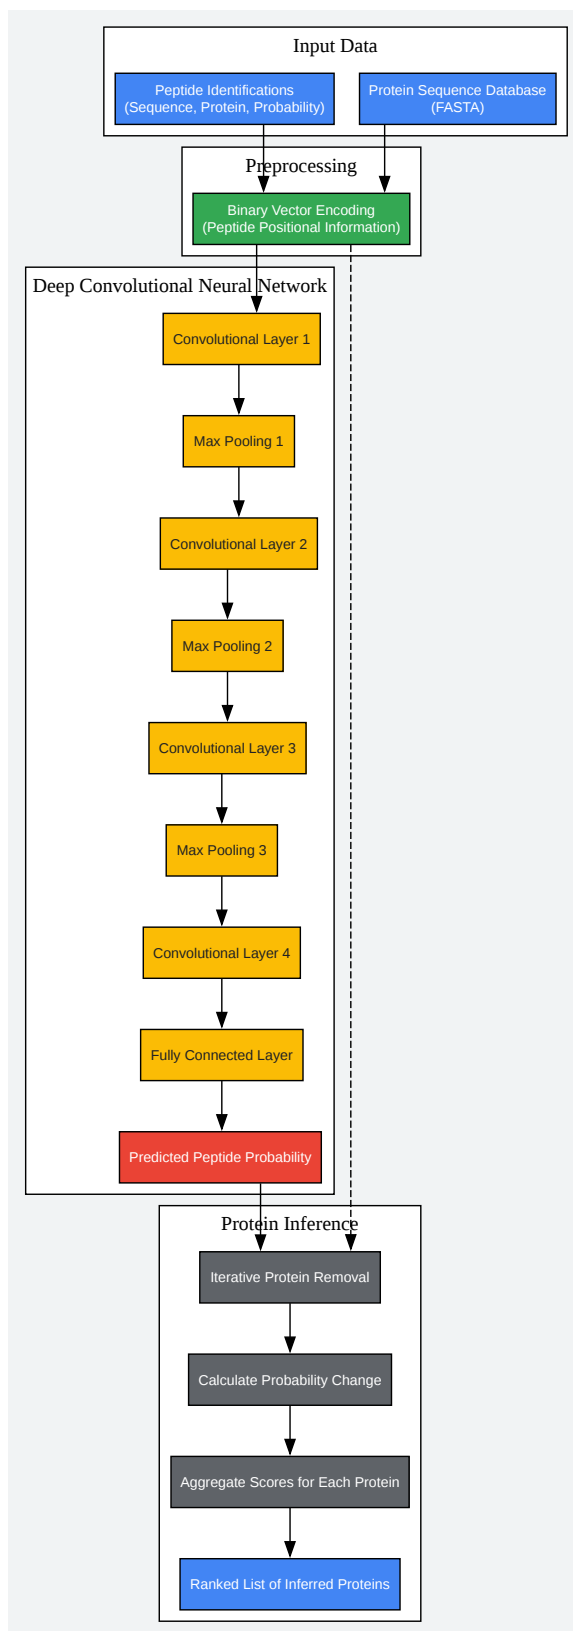 Input Data
Peptide Identifications
(Sequence, Protein, Probability)
Protein Sequence Database
(FASTA)
Preprocessing
Binary Vector Encoding
(Peptide Positional Information)
Deep Convolutional Neural Network
Convolutional Layer 1
Max Pooling 1
Convolutional Layer 2
Max Pooling 2
Convolutional Layer 3
Max Pooling 3
Convolutional Layer 4
Fully Connected Layer
Predicted Peptide Probability
Protein Inference
Iterative Protein Removal
Calculate Probability Change
Aggregate Scores for Each Protein
Ranked List of Inferred Proteins